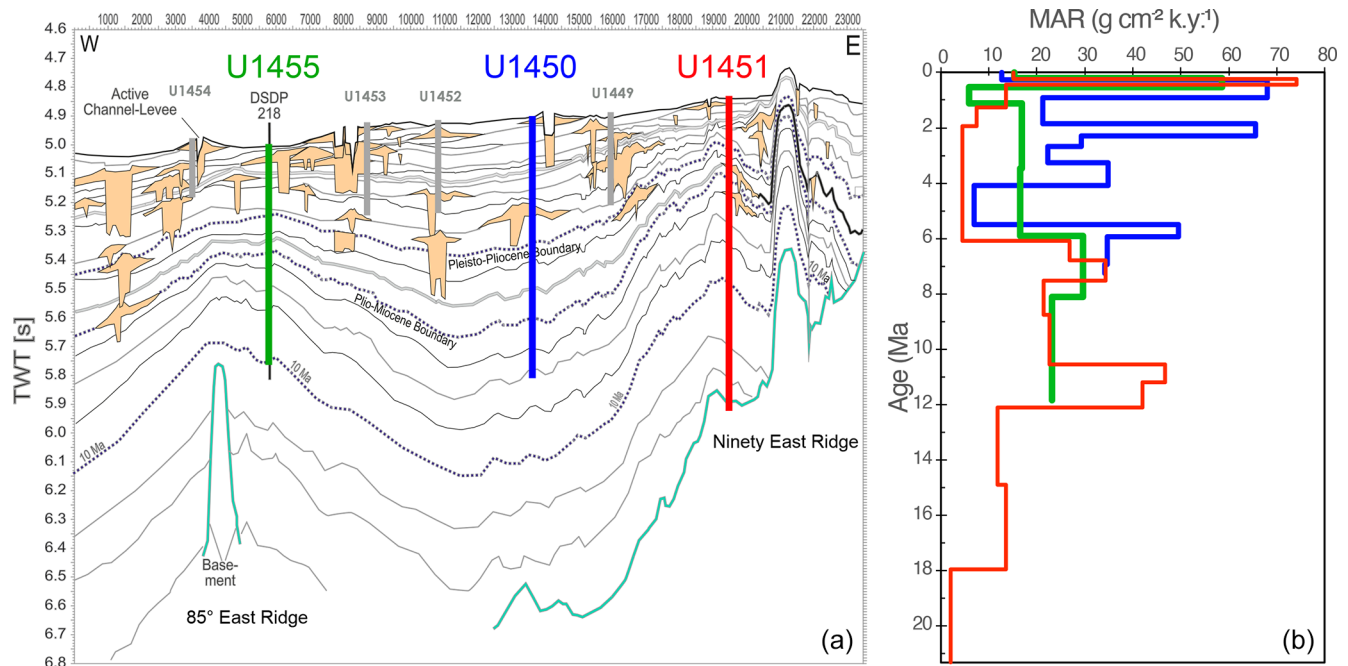 0 1000 2000 3000 4000 5000 6000 7000 8000 9000 10000 11000 12000 13000 14000 15000 16000 17000 18000 19000 20000 21000 22000 23000
4.6
4.7
4.8
4.9
5.0
5.1
5.2
5.3
5.4
5.5
5.6
5.7
5.8
5.9
6.0
6.1
6.2
6.3
6.4
6.5
6.6
6.7
6.8
TWT [s]
W
E
U1455
U1450
U1451
Active
Channel-Levee
U1454
DSDP
218
U1453
U1452
U1449
Pleisto-Pliocene Boundary
Plio-Miocene Boundary
10 Ma
10 Ma
10 Ma
10 Ma
Ninety East Ridge
Base-
ment
85° East Ridge
(a)
MAR (g cm² k.y.⁻¹)
0 10 20 30 40 50 60 70 80
0
2
4
6
8
10
12
14
16
18
20
Age (Ma
(b)